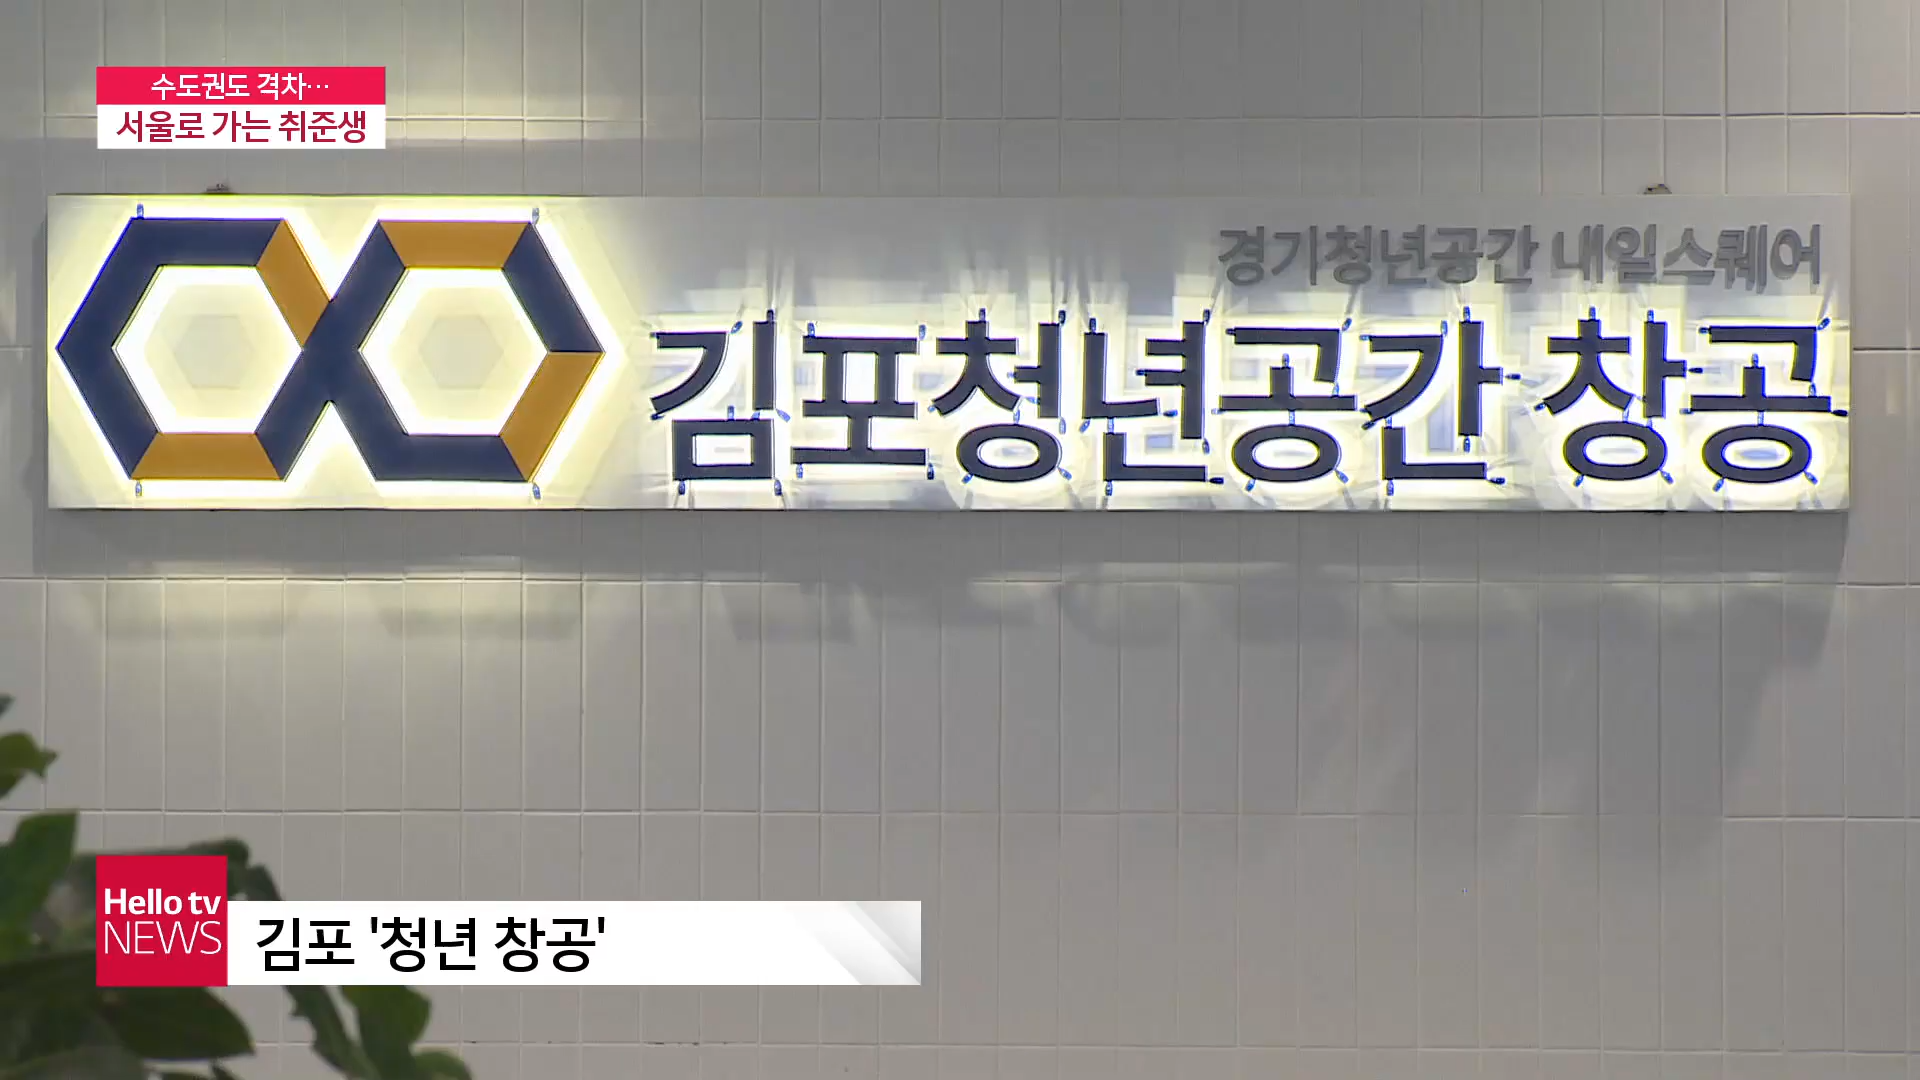 수도권도 격차…
서울로 가는 취준생
경기청년공간 내일스퀘어
김포청년공간 창공
Hello tv
NEWS
김포 '청년 창공'